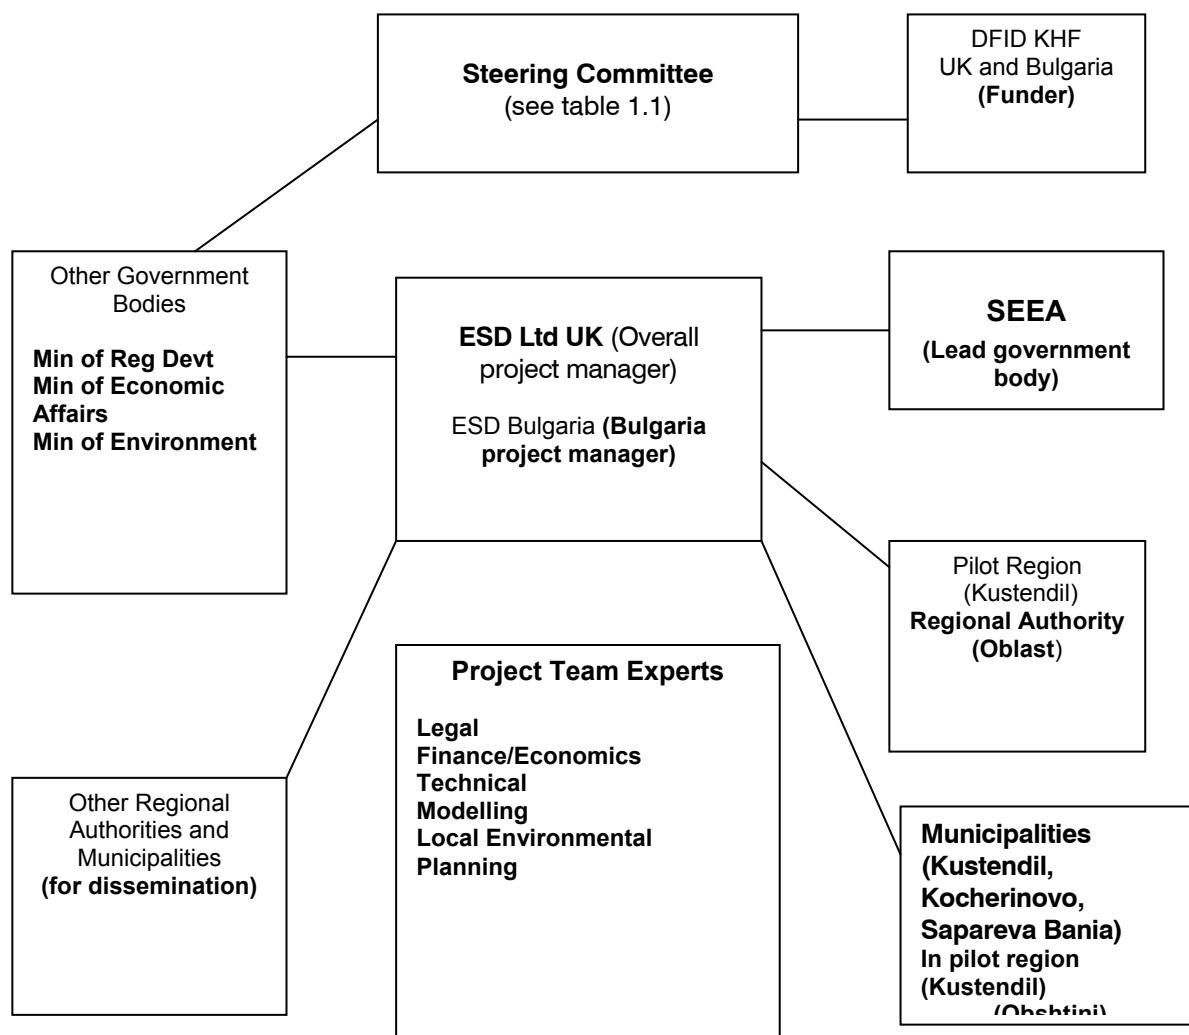 Steering Committee
(see table 1.1)
DFID KHF
UK and Bulgaria
(Funder)
Other Government
Bodies
Min of Reg Devt
Min of Economic
Affairs
Min of Environment
ESD Ltd UK (Overall
project manager)
ESD Bulgaria (Bulgaria
project manager)
SEEA
(Lead government
body)
Pilot Region
(Kustendil)
Regional Authority
(Oblast)
Project Team Experts
Legal
Finance/Economics
Technical
Modelling
Local Environmental
Planning
Other Regional
Authorities and
Municipalities
(for dissemination)
Municipalities
(Kustendil,
Kocherinovo,
Sapareva Bania)
In pilot region
(Kustendil)
(Obshtini)